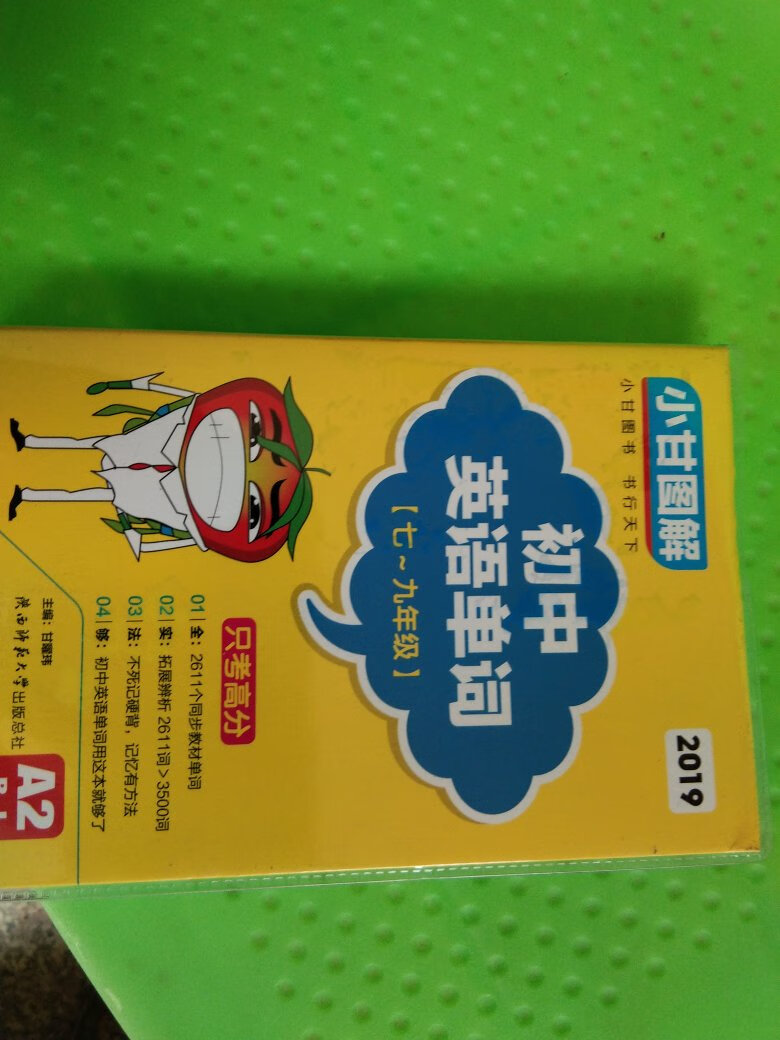 小甘图解
小甘图书 书行天下
2019
初中
英语单词
【七~九年级】
只考高分
01 | 全：2611个同步教材单词
02 | 实：拓展辨析 2611词>3500词
03 | 法：不死记硬背，记忆有方法
04 | 够：初中英语单词用这本就够了
主编：甘曜玮
陕西师范大学出版总社
A2